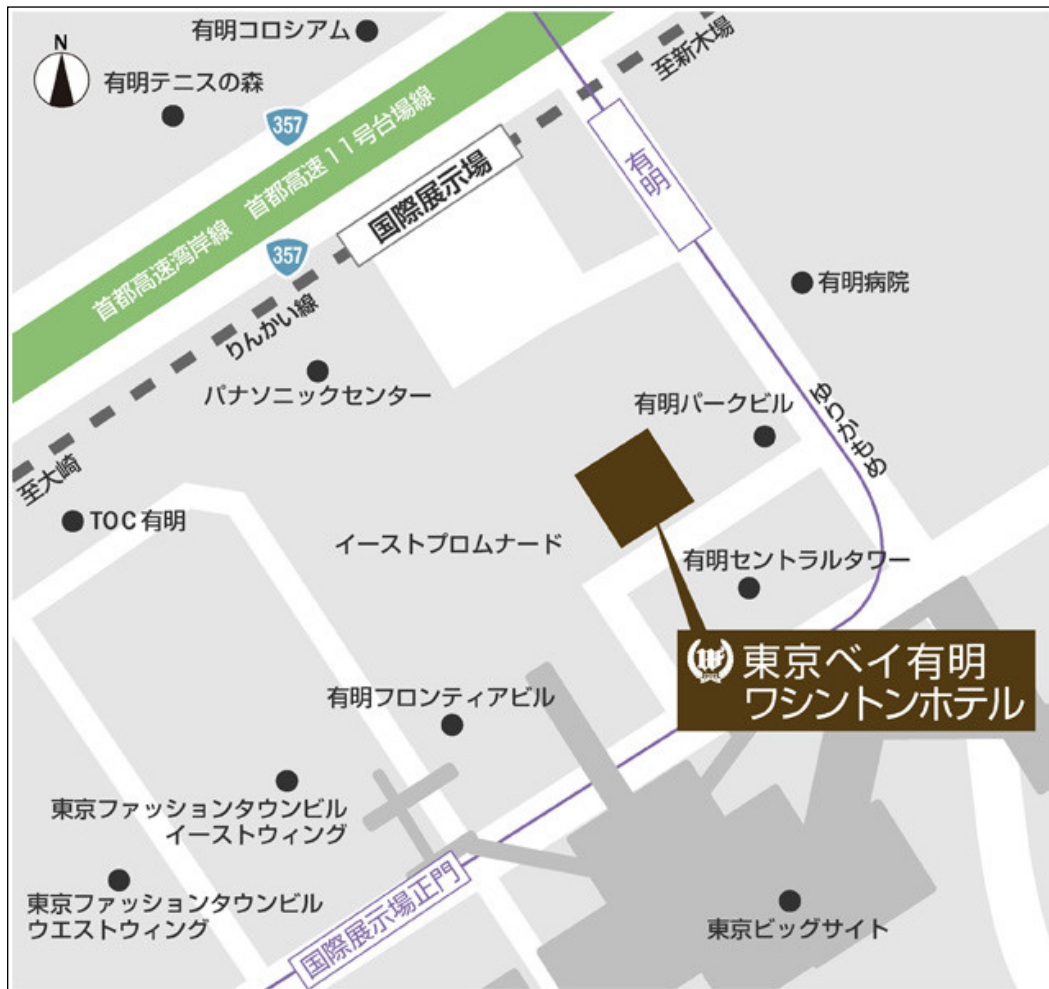 N
有明コロシアム
有明テニスの森
357
首都高速湾岸線 首都高速11号台場線
至新木場
国際展示場
有明
357
りんかい線
有明病院
パナソニックセンター
有明パークビル
ゆりかもめ
至大崎
TOC有明
イーストプロムナード
有明セントラルタワー
東京ベイ有明
ワシントンホテル
有明フロンティアビル
東京ファッションタウンビル
イーストウィング
東京ファッションタウンビル
ウエストウィング
国際展示場正門
東京ビッグサイト